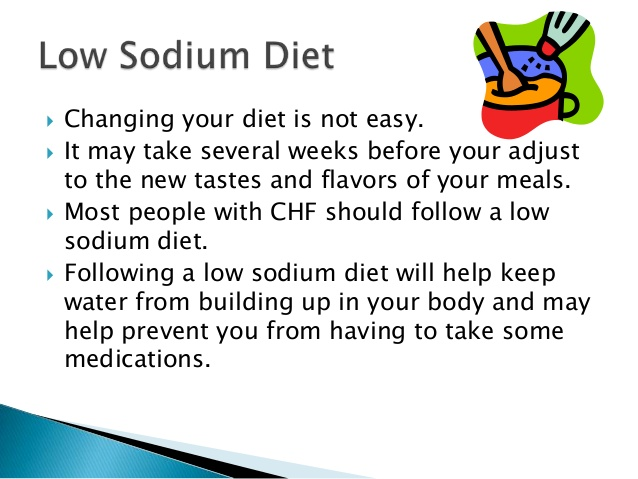 Low Sodium Diet
Changing your diet is not easy.
It may take several weeks before your adjust
to the new tastes and flavors of your meals.
Most people with CHF should follow a low
sodium diet.
Following a low sodium diet will help keep
water from building up in your body and may
help prevent you from having to take some
medications.